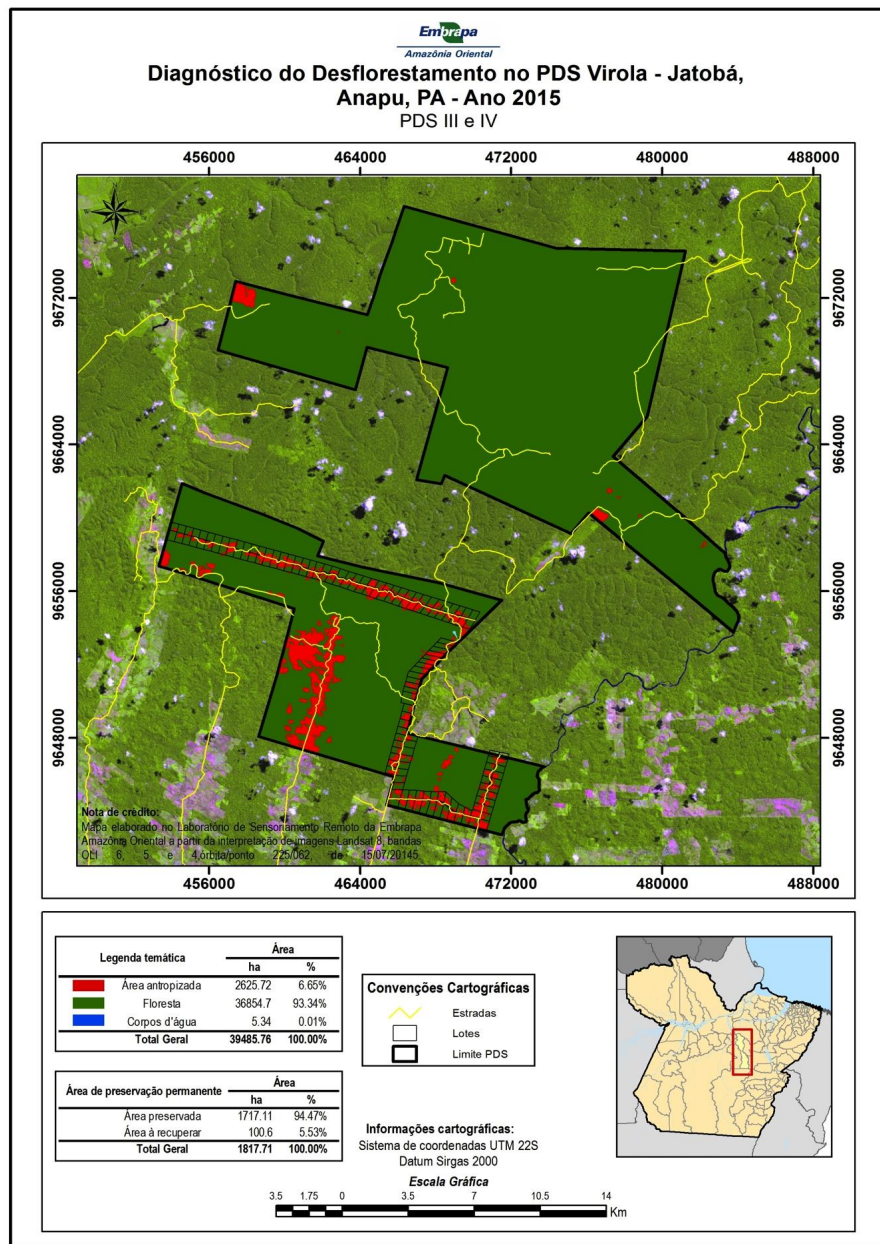 Embrapa
Amazônia Oriental
Diagnóstico do Desflorestamento no PDS Virola - Jatobá,
Anapu, PA - Ano 2015
PDS III e IV
456000 464000 472000 480000 488000
9672000 9672000
9664000 9664000
9656000 9656000
9648000 9648000
Nota de crédito:
Mapa elaborado no Laboratório de Sensoriamento Remoto da Embrapa
Amazônia Oriental a partir da interpretação de imagens Landsat 8, bandas
OLI 6, 5 e 4,órbita/ponto 225/062, de 15/07/20145.
456000 464000 472000 480000 488000
Legenda temática Área
ha %
Área antropizada 2625.72 6.65%
Floresta 36854.7 93.34%
Corpos d'água 5.34 0.01%
Total Geral 39485.76 100.00%
Área de preservação permanente Área
ha %
Área preservada 1717.11 94.47%
Área à recuperar 100.6 5.53%
Total Geral 1817.71 100.00%
Convenções Cartográficas
Estradas
Lotes
Limite PDS
Informações cartográficas:
Sistema de coordenadas UTM 22S
Datum Sirgas 2000
Escala Gráfica
3.5 1.75 0 3.5 7 10.5 14
Km